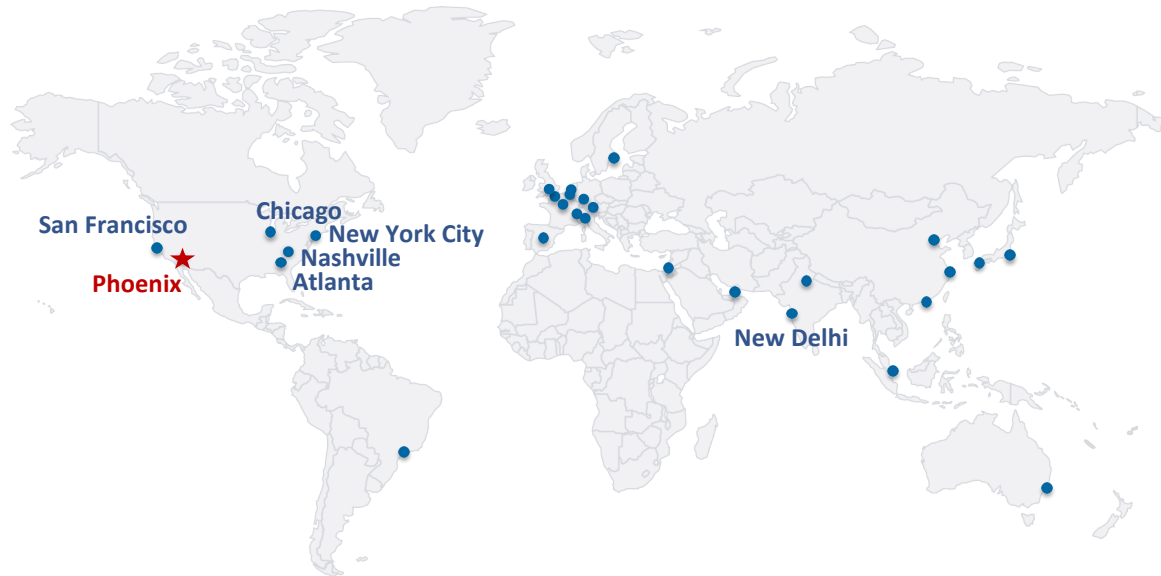 San Francisco
Chicago
New York City
Nashville
Phoenix
Atlanta
New Delhi